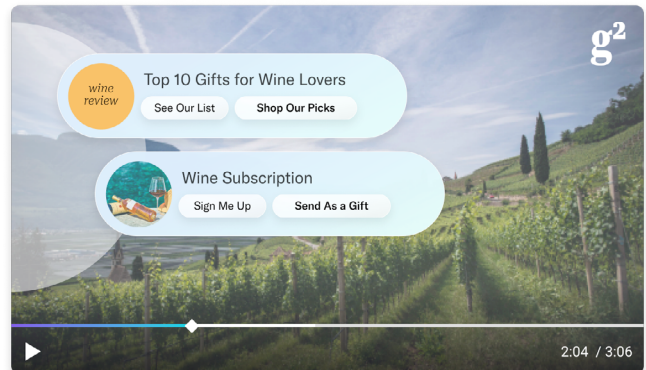 g²
wine
review
Top 10 Gifts for Wine Lovers
See Our List
Shop Our Picks
Wine Subscription
Sign Me Up
Send As a Gift
2:04 / 3:06